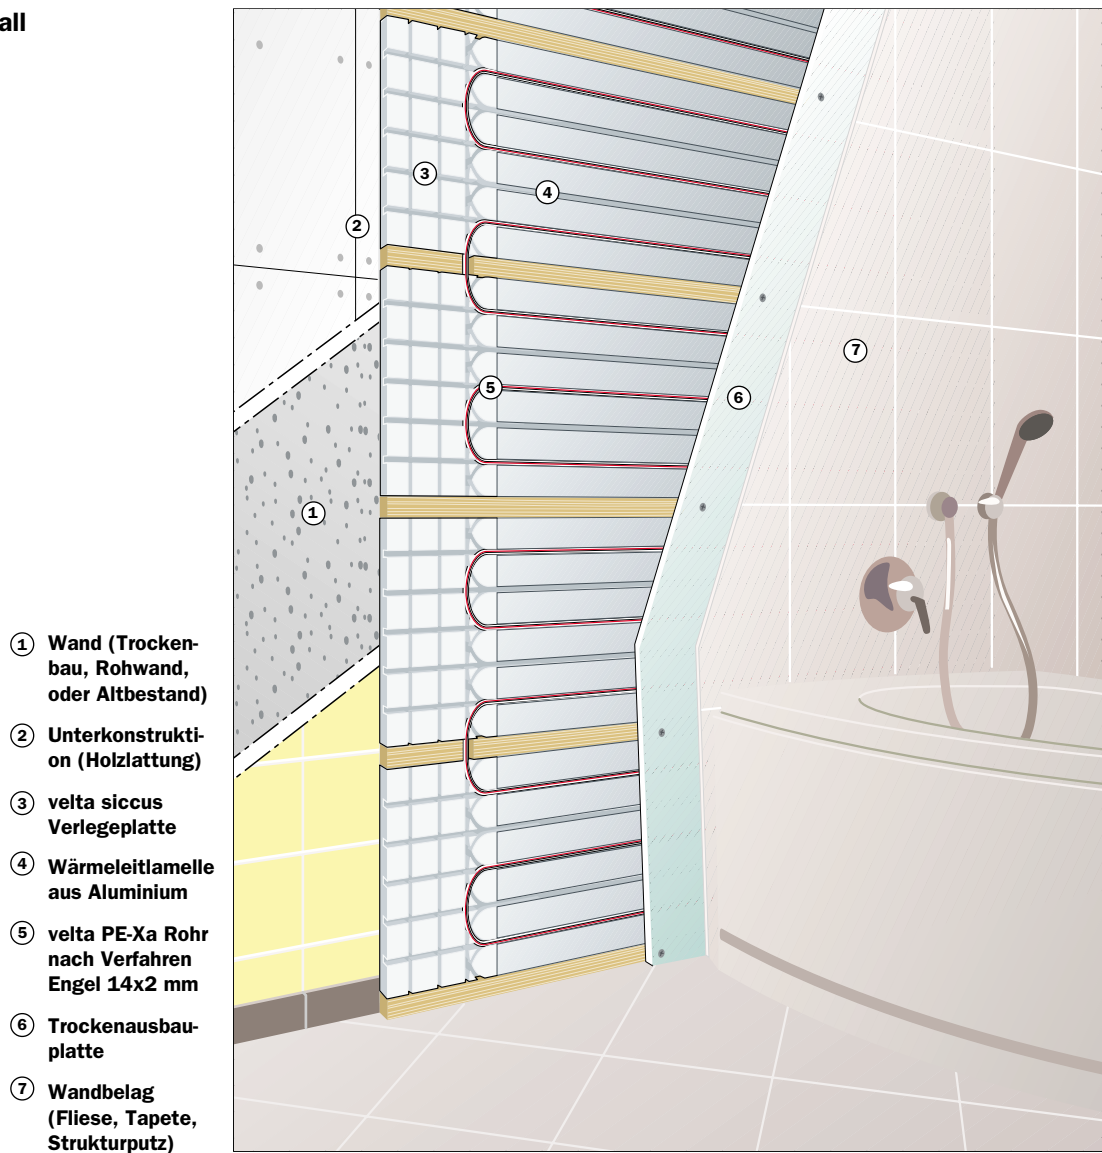 all
2
3
4
5
6
7
1
1 Wand (Trocken-
bau, Rohwand,
oder Altbestand)
2 Unterkonstrukti-
on (Holzlattung)
3 velta siccus
Verlegeplatte
4 Wärmeleitlamelle
aus Aluminium
5 velta PE-Xa Rohr
nach Verfahren
Engel 14x2 mm
6 Trockenausbau-
platte
7 Wandbelag
(Fliese, Tapete,
Strukturputz)